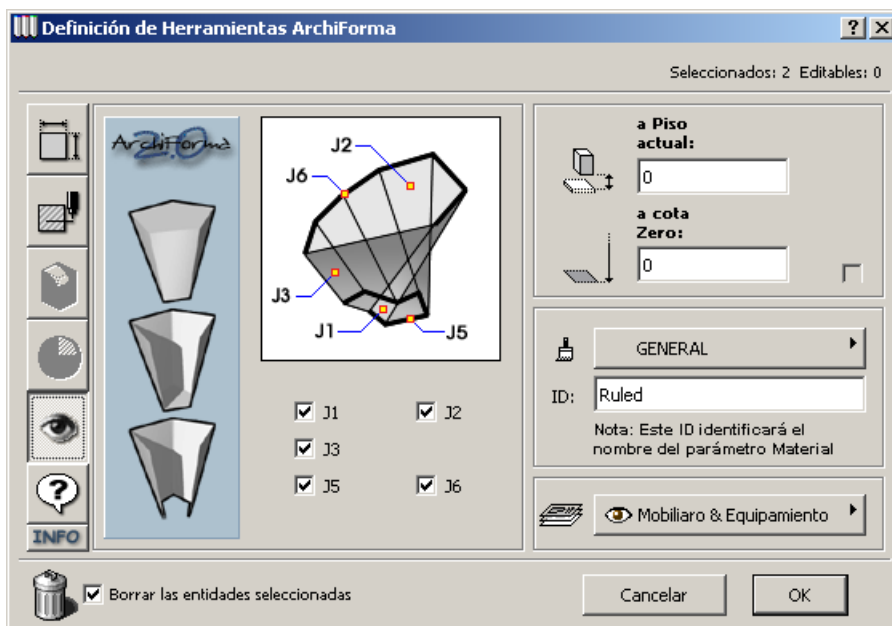 Definición de Herramientas ArchiForma
Seleccionados: 2 Editables: 0
ArchiForma
2.0
J2
J6
J3
J1
J5
J1
J2
J3
J5
J6
INFO
a Piso
actual:
0
a cota
Zero:
0
GENERAL
ID:
Ruled
Nota: Este ID identificará el
nombre del parámetro Material
Mobiliaro & Equipamiento
Borrar las entidades seleccionadas
Cancelar
OK